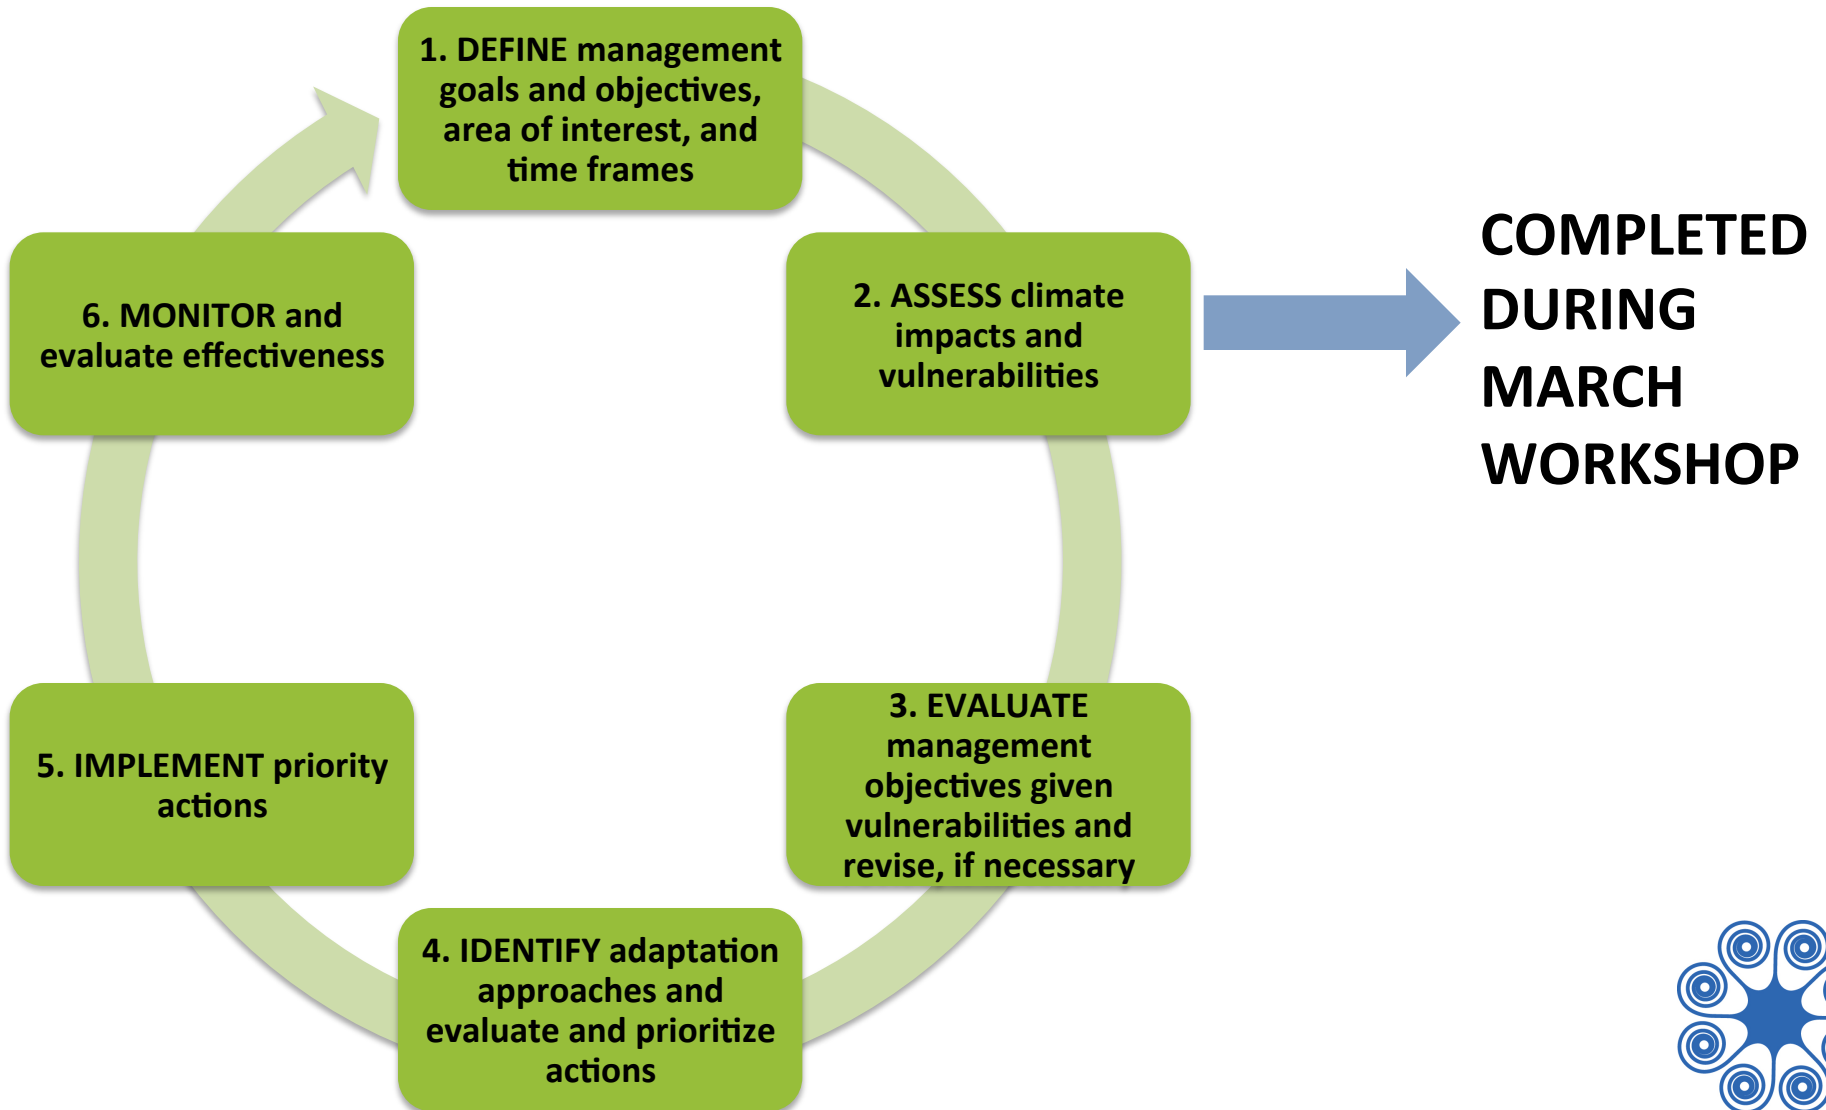 1. DEFINE management
goals and objectives,
area of interest, and
time frames
2. ASSESS climate
impacts and
vulnerabilities
COMPLETED
DURING
MARCH
WORKSHOP
3. EVALUATE
management
objectives given
vulnerabilities and
revise, if necessary
4. IDENTIFY adaptation
approaches and
evaluate and prioritize
actions
5. IMPLEMENT priority
actions
6. MONITOR and
evaluate effectiveness